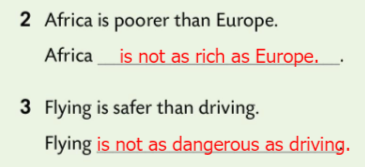 2 Africa is poorer than Europe.
Africa is not as rich as Europe. .
3 Flying is safer than driving.
Flying is not as dangerous as driving.